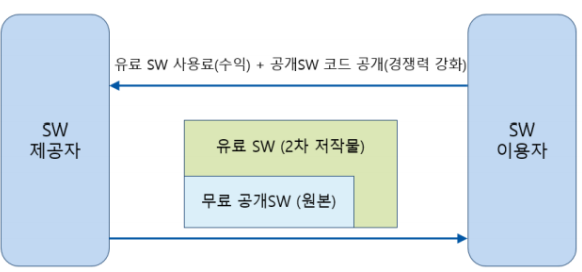 유료 SW 사용료(수익) + 공개SW 코드 공개(경쟁력 강화)
SW
제공자
유료 SW (2차 저작물)
무료 공개SW (원본)
SW
이용자